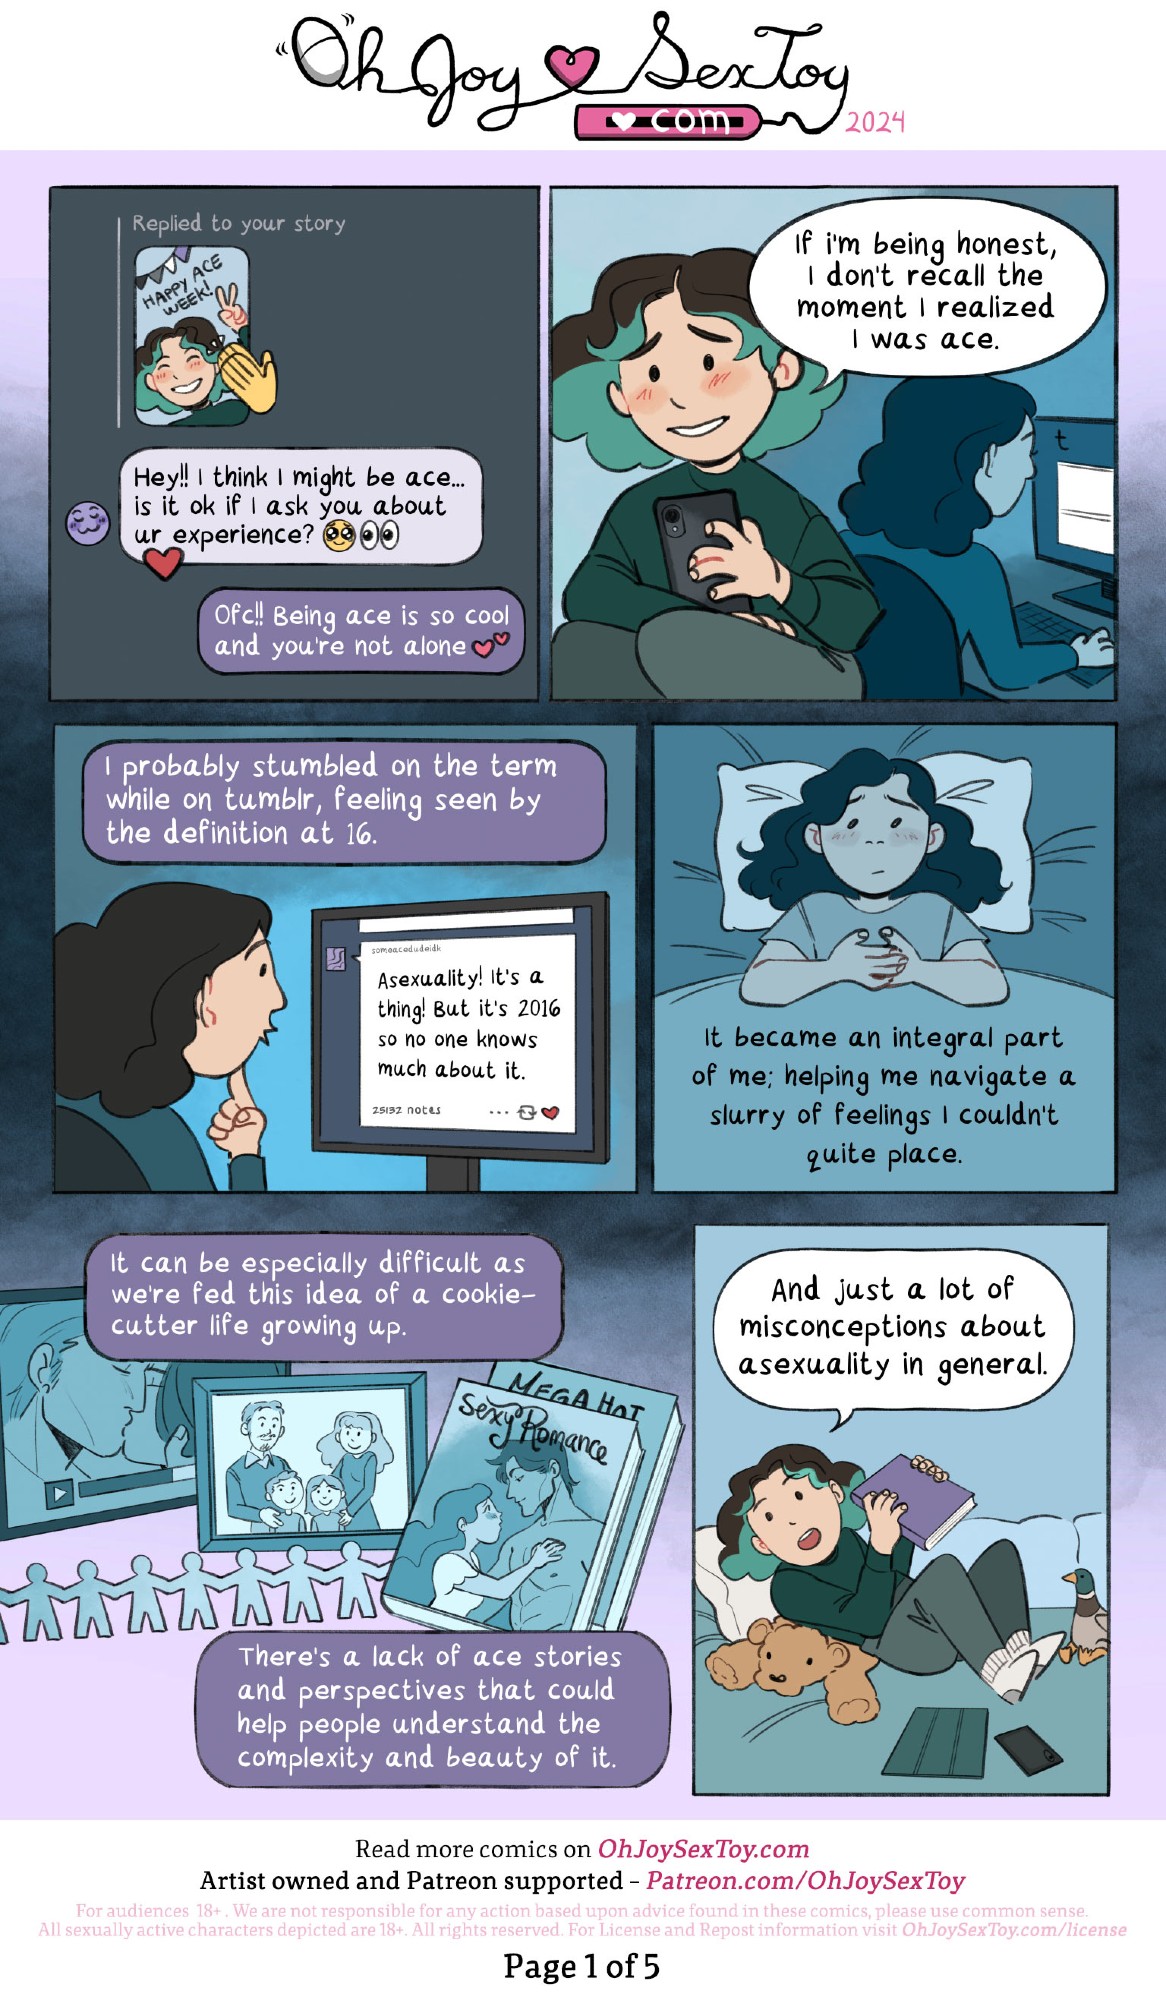 "Oh Joy Sex Toy
.com
2024
Replied to your story
HAPPY ACE
WEEK!
Hey!! I think I might be ace...
is it ok if I ask you about
ur experience? 🥺👀
Ofc!! Being ace is so cool
and you're not alone 💕
If i'm being honest,
I don't recall the
moment I realized
I was ace.
t
I probably stumbled on the term
while on tumblr, feeling seen by
the definition at 16.
someacedudeidk
Asexuality! It's a
thing! But it's 2016
so no one knows
much about it.
25132 notes
...
It became an integral part
of me; helping me navigate a
slurry of feelings I couldn't
quite place.
It can be especially difficult as
we're fed this idea of a cookie-
cutter life growing up.
MEGA HOT
Sexy Romance
There's a lack of ace stories
and perspectives that could
help people understand the
complexity and beauty of it.
And just a lot of
misconceptions about
asexuality in general.
Read more comics on OhJoySexToy.com
Artist owned and Patreon supported - Patreon.com/OhJoySexToy
For audiences 18+ . We are not responsible for any action based upon advice found in these comics, please use common sense.
All sexually active characters depicted are 18+. All rights reserved. For License and Repost information visit OhJoySexToy.com/license
Page 1 of 5